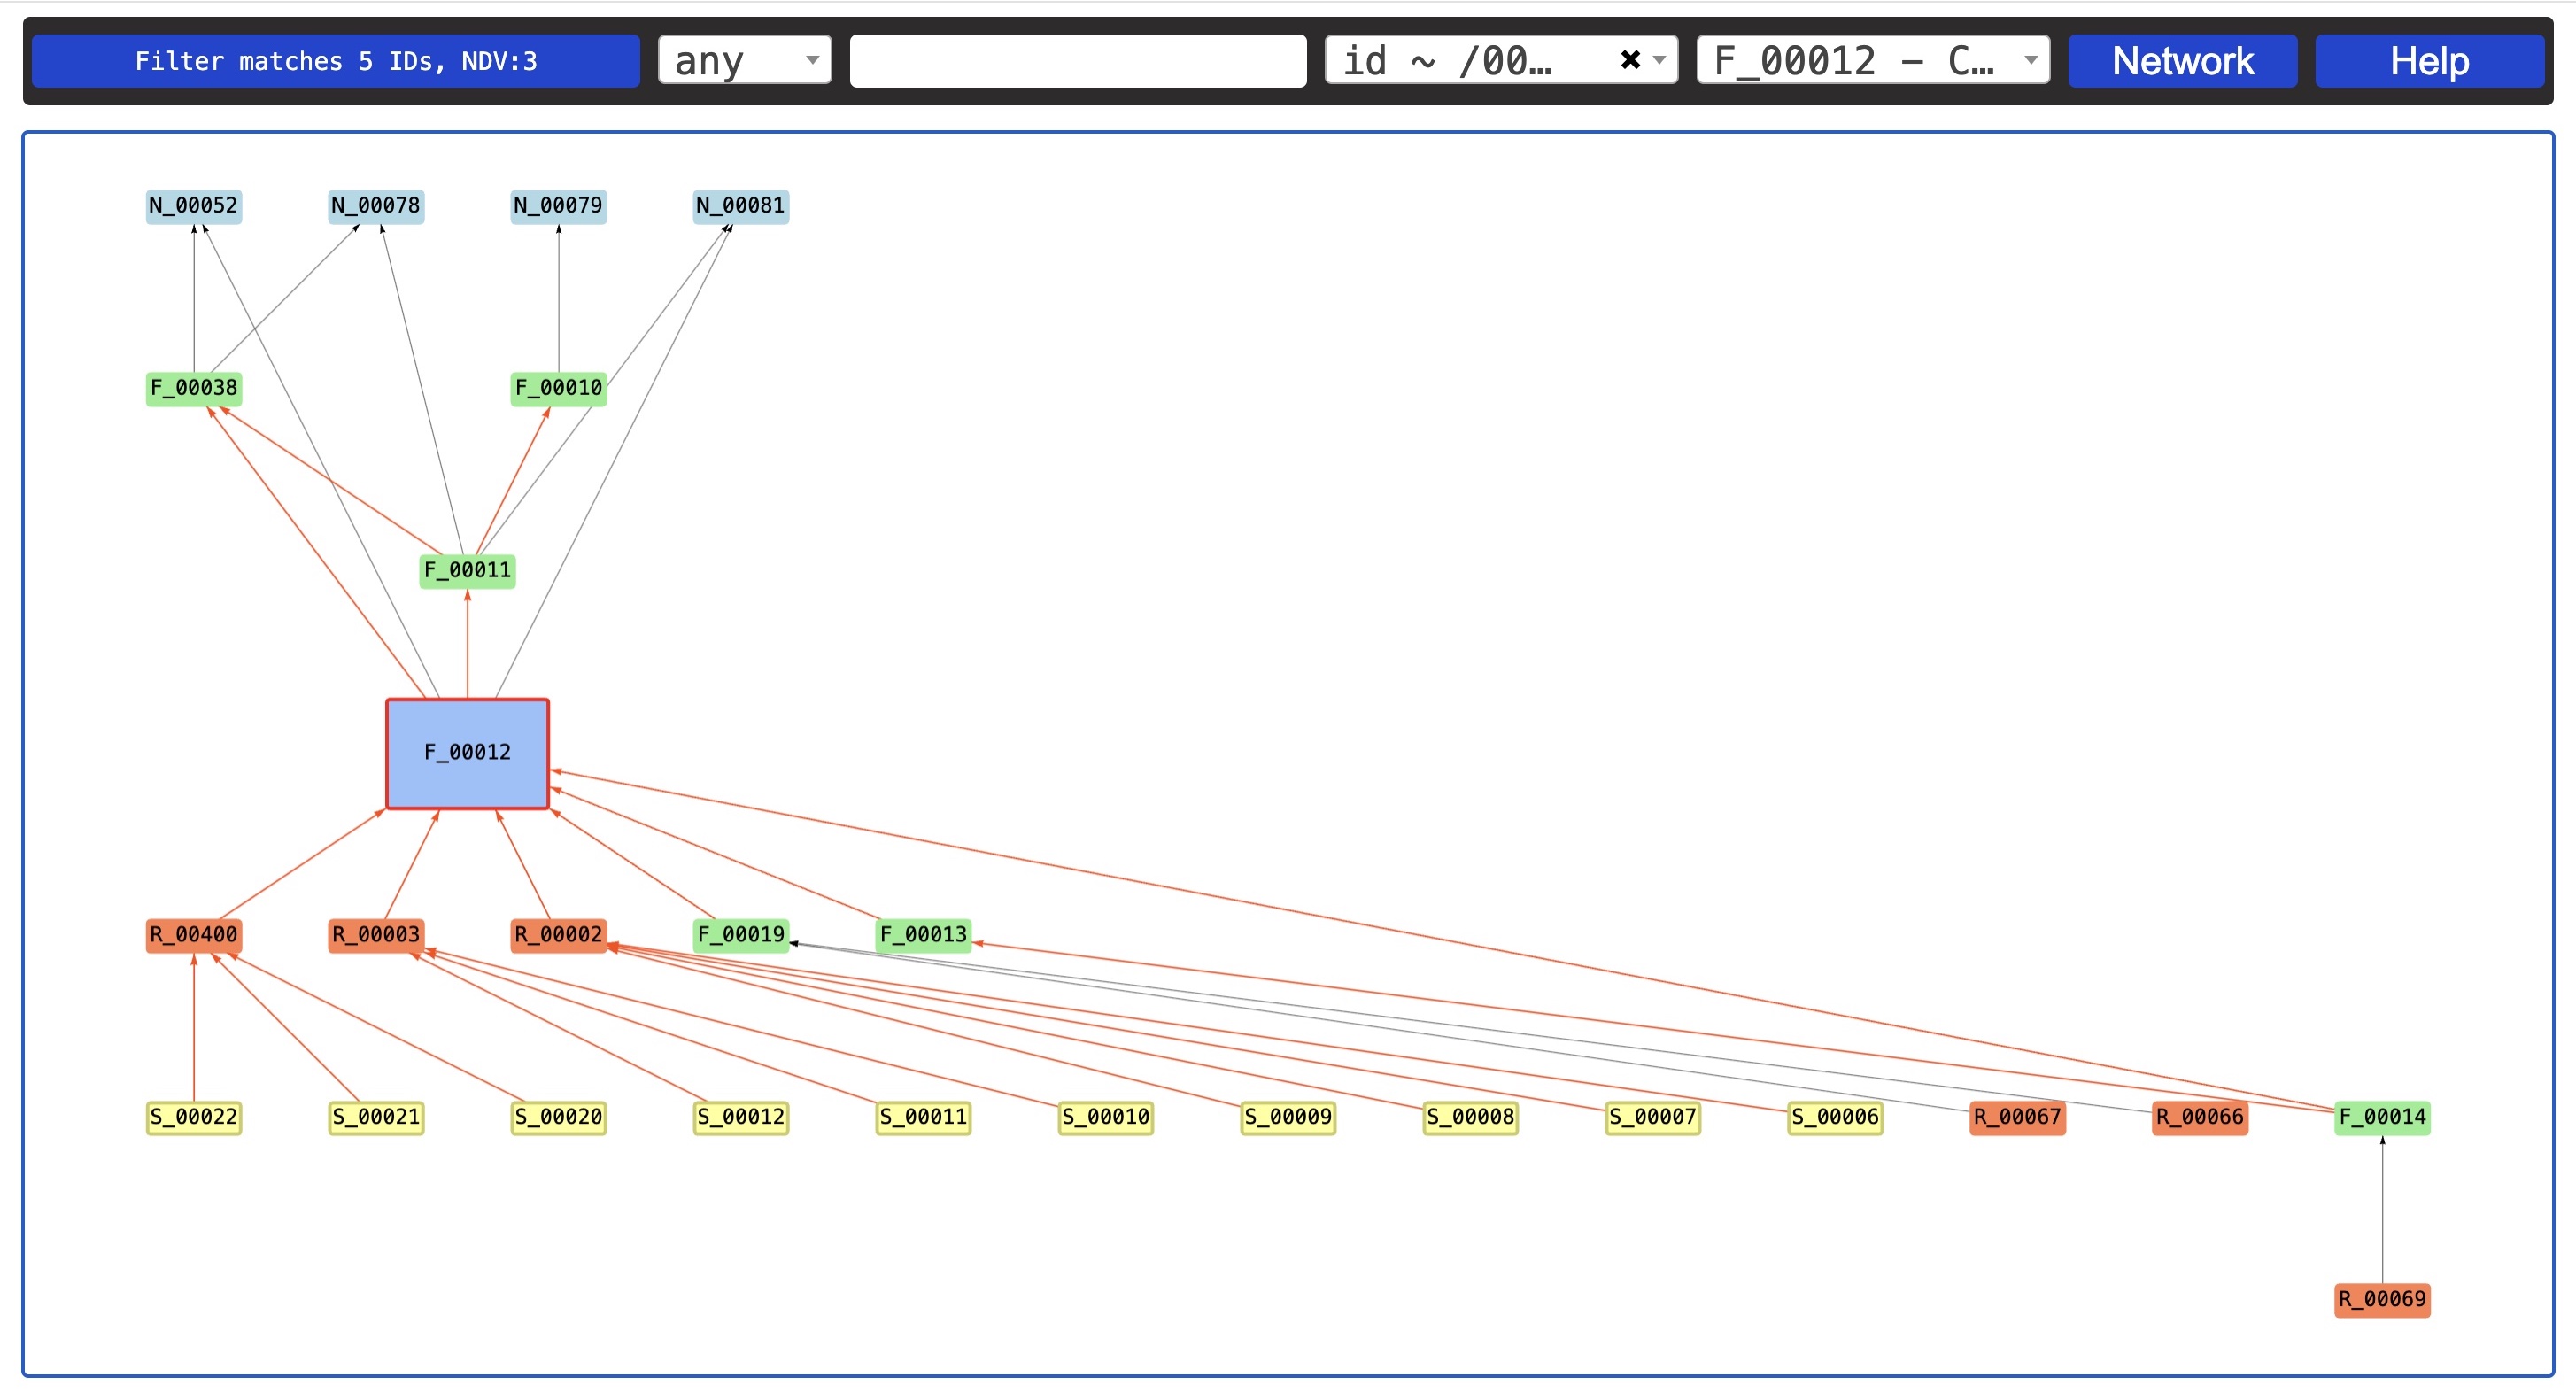 Filter matches 5 IDs, NDV:3 any id ~ /00… ✖ F_00012 – C… Network Help
N_00052 N_00078 N_00079 N_00081
F_00038 F_00010
F_00011
F_00012
R_00400 R_00003 R_00002 F_00019 F_00013
S_00022 S_00021 S_00020 S_00012 S_00011 S_00010 S_00009 S_00008 S_00007 S_00006 R_00067 R_00066 F_00014
R_00069